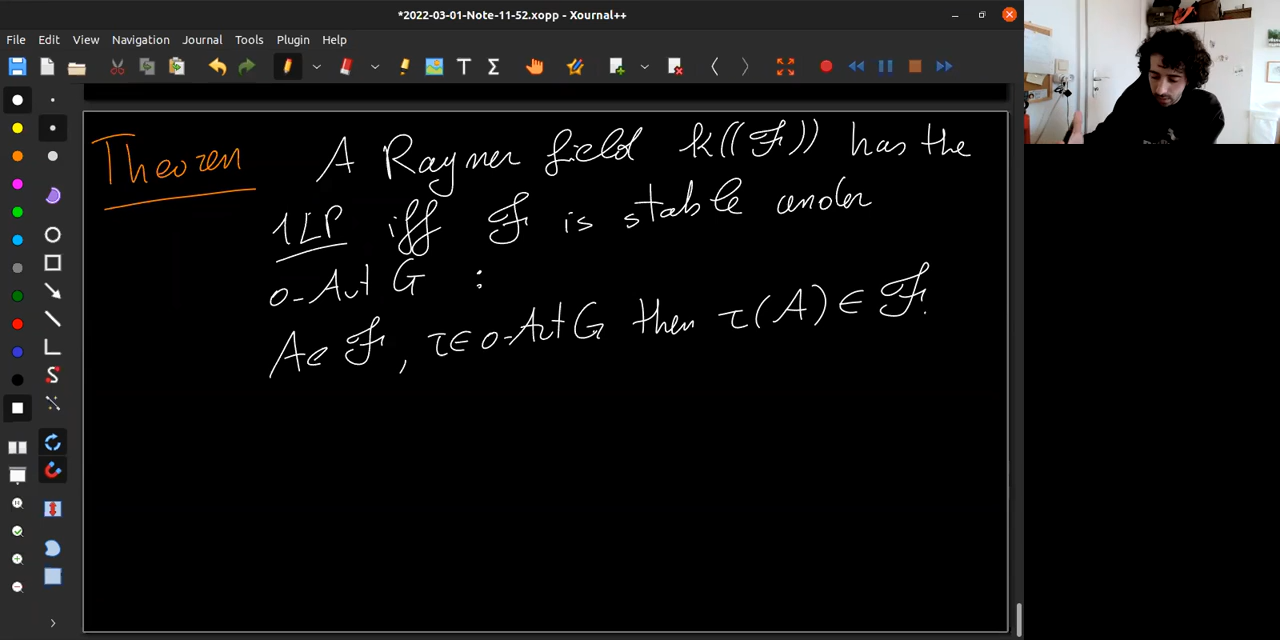 *2022-03-01-Note-11-52.xopp - Xournal++
File Edit View Navigation Journal Tools Plugin Help
Theorem A Rayner field k((ℱ)) has the
1LP iff ℱ is stable under
o-Aut G :
A∈ ℱ, τ∈ o-Aut G then τ(A) ∈ ℱ.